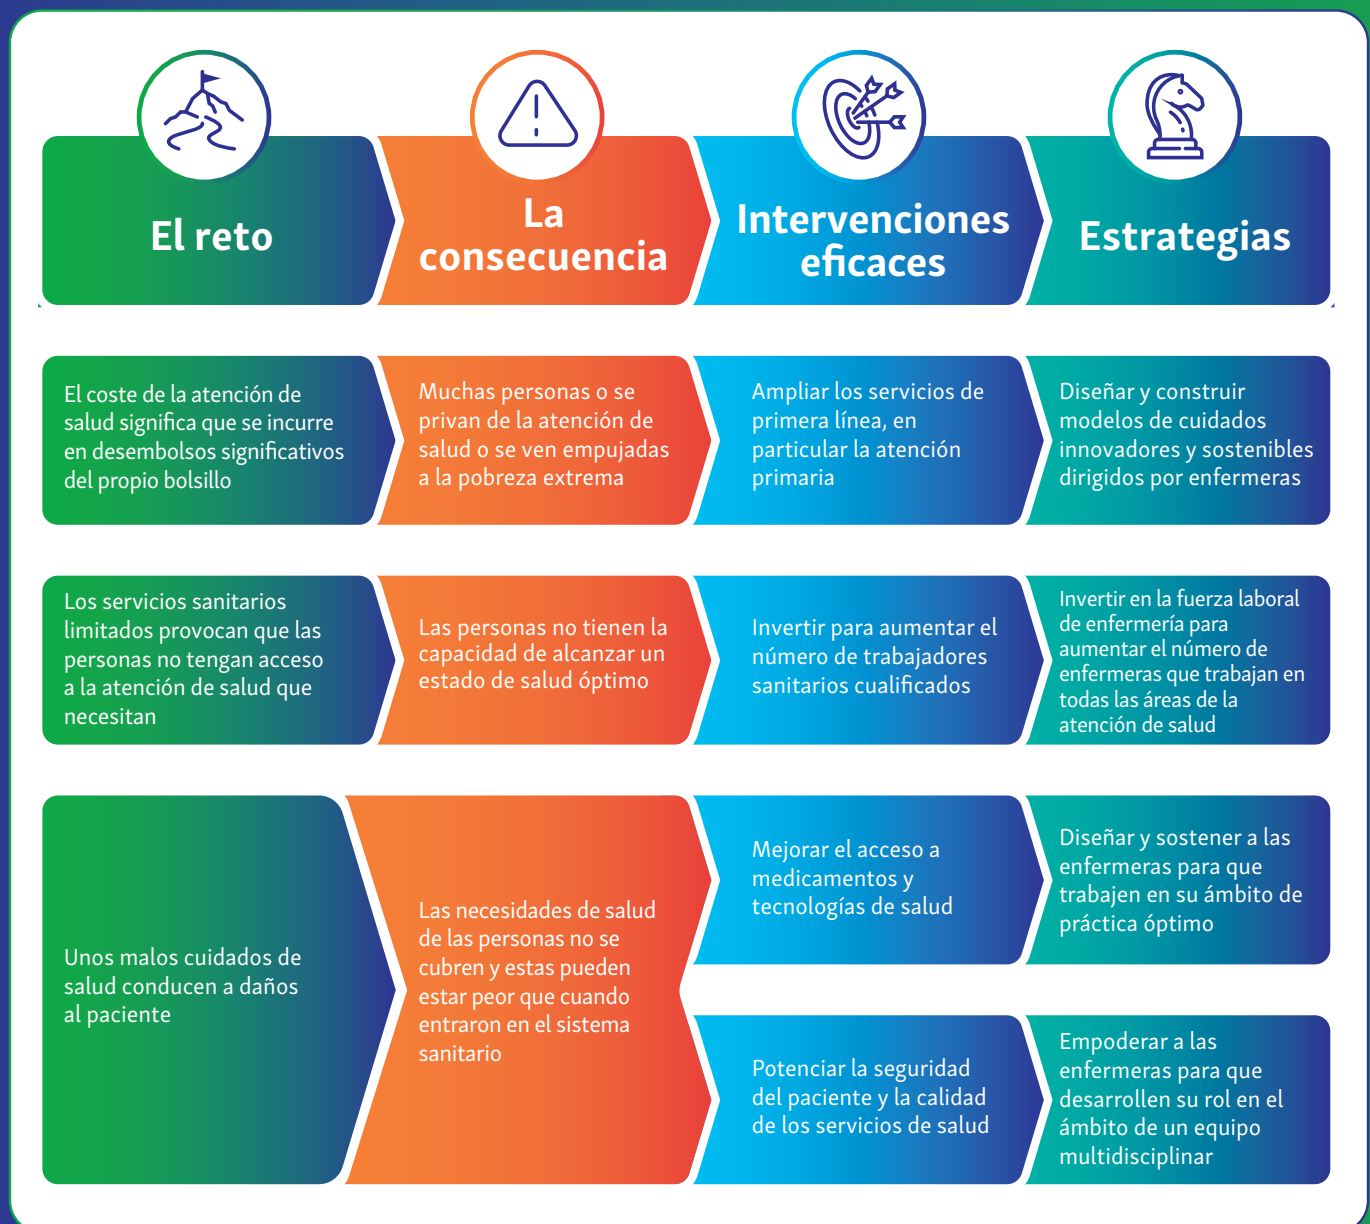 El reto
La
consecuencia
Intervenciones
eficaces
Estrategias
El coste de la atención de
salud significa que se incurre
en desembolsos significativos
del propio bolsillo
Muchas personas o se
privan de la atención de
salud o se ven empujadas
a la pobreza extrema
Ampliar los servicios de
primera línea, en
particular la atención
primaria
Diseñar y construir
modelos de cuidados
innovadores y sostenibles
dirigidos por enfermeras
Los servicios sanitarios
limitados provocan que las
personas no tengan acceso
a la atención de salud que
necesitan
Las personas no tienen la
capacidad de alcanzar un
estado de salud óptimo
Invertir para aumentar el
número de trabajadores
sanitarios cualificados
Invertir en la fuerza laboral
de enfermería para
aumentar el número de
enfermeras que trabajan en
todas las áreas de la
atención de salud
Unos malos cuidados de
salud conducen a daños
al paciente
Las necesidades de salud
de las personas no se
cubren y estas pueden
estar peor que cuando
entraron en el sistema
sanitario
Mejorar el acceso a
medicamentos y
tecnologías de salud
Diseñar y sostener a las
enfermeras para que
trabajen en su ámbito de
práctica óptimo
Potenciar la seguridad
del paciente y la calidad
de los servicios de salud
Empoderar a las
enfermeras para que
desarrollen su rol en el
ámbito de un equipo
multidisciplinar